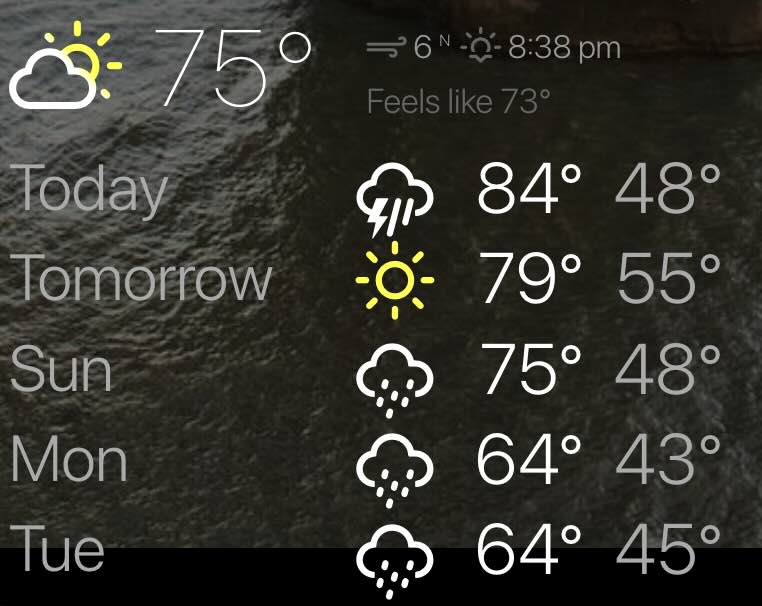 75° 6 N 8:38 pm
Feels like 73°
Today 84° 48°
Tomorrow 79° 55°
Sun 75° 48°
Mon 64° 43°
Tue 64° 45°